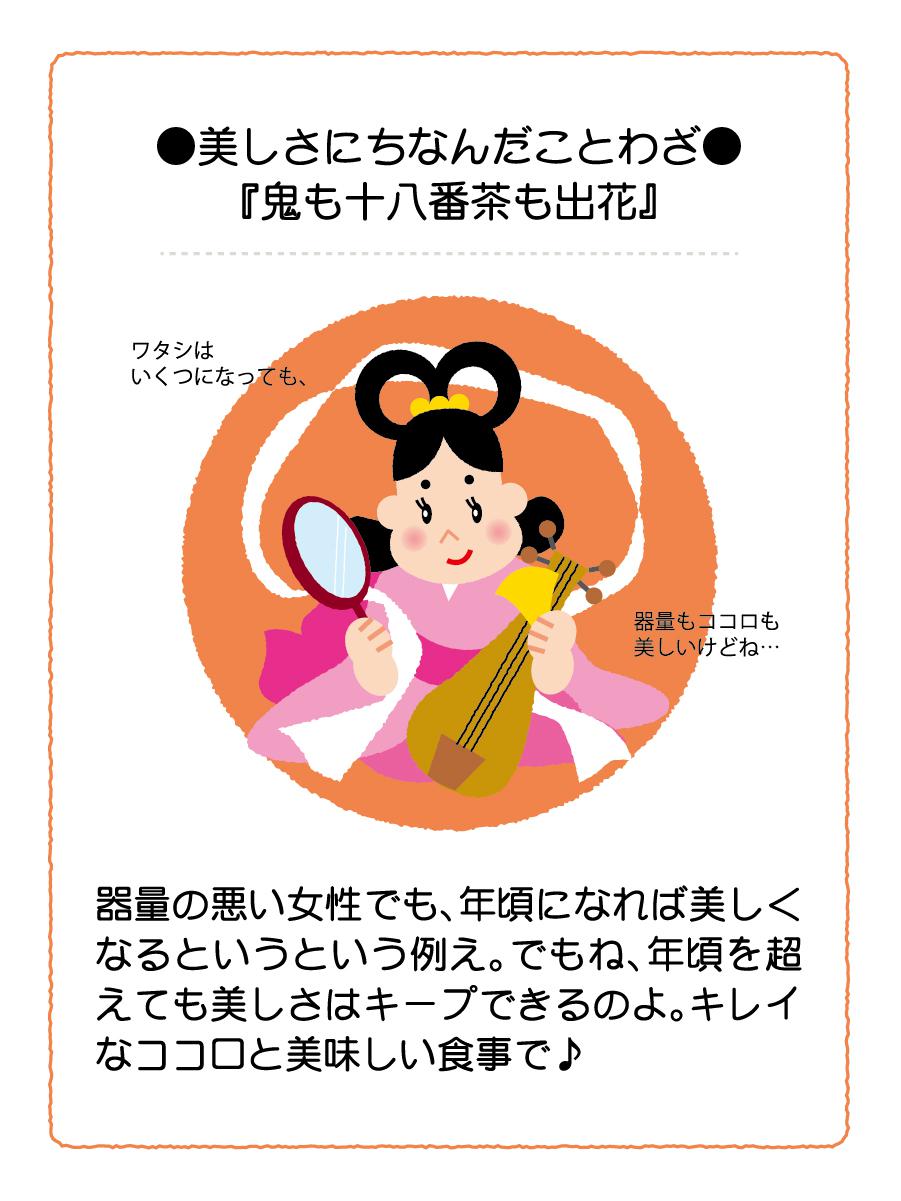 ●美しさにちなんだことわざ●
『鬼も十八番茶も出花』
ワタシは
いくつになっても、
器量もココロも
美しいけどね…
器量の悪い女性でも、年頃になれば美しく
なるというという例え。でもね、年頃を超
えても美しさはキープできるのよ。キレイ
なココロと美味しい食事で♪